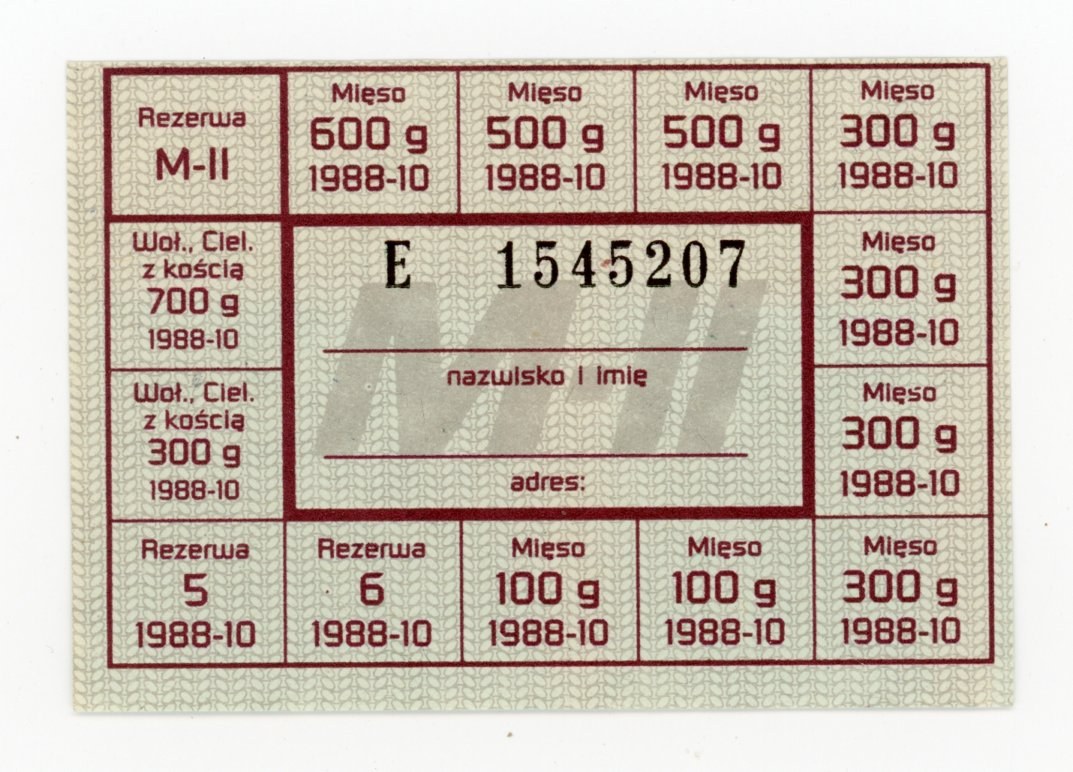 Rezerwa
M-II
Mięso
600 g
1988-10
Mięso
500 g
1988-10
Mięso
500 g
1988-10
Mięso
300 g
1988-10
Woł., Ciel.
z kością
700 g
1988-10
E 1545207
M-II
nazwisko i imię
adres:
Mięso
300 g
1988-10
Woł., Ciel.
z kością
300 g
1988-10
Mięso
300 g
1988-10
Rezerwa
5
1988-10
Rezerwa
6
1988-10
Mięso
100 g
1988-10
Mięso
100 g
1988-10
Mięso
300 g
1988-10